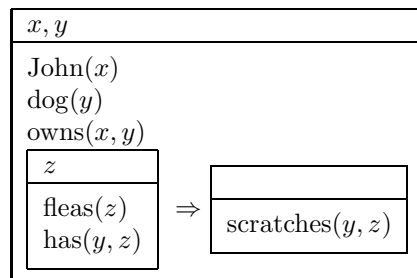 x, y
John(x)
dog(y)
owns(x, y)
z
fleas(z)
has(y, z)
⇒
scratches(y, z)